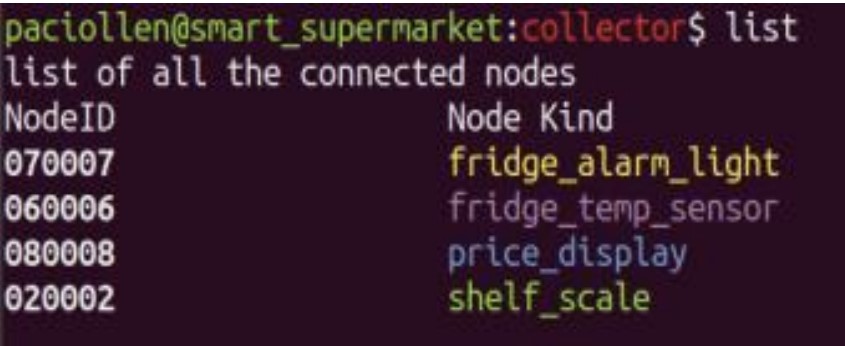 paciollen@smart_supermarket:collector$ list
list of all the connected nodes
NodeID Node Kind
070007 fridge_alarm_light
060006 fridge_temp_sensor
080008 price_display
020002 shelf_scale